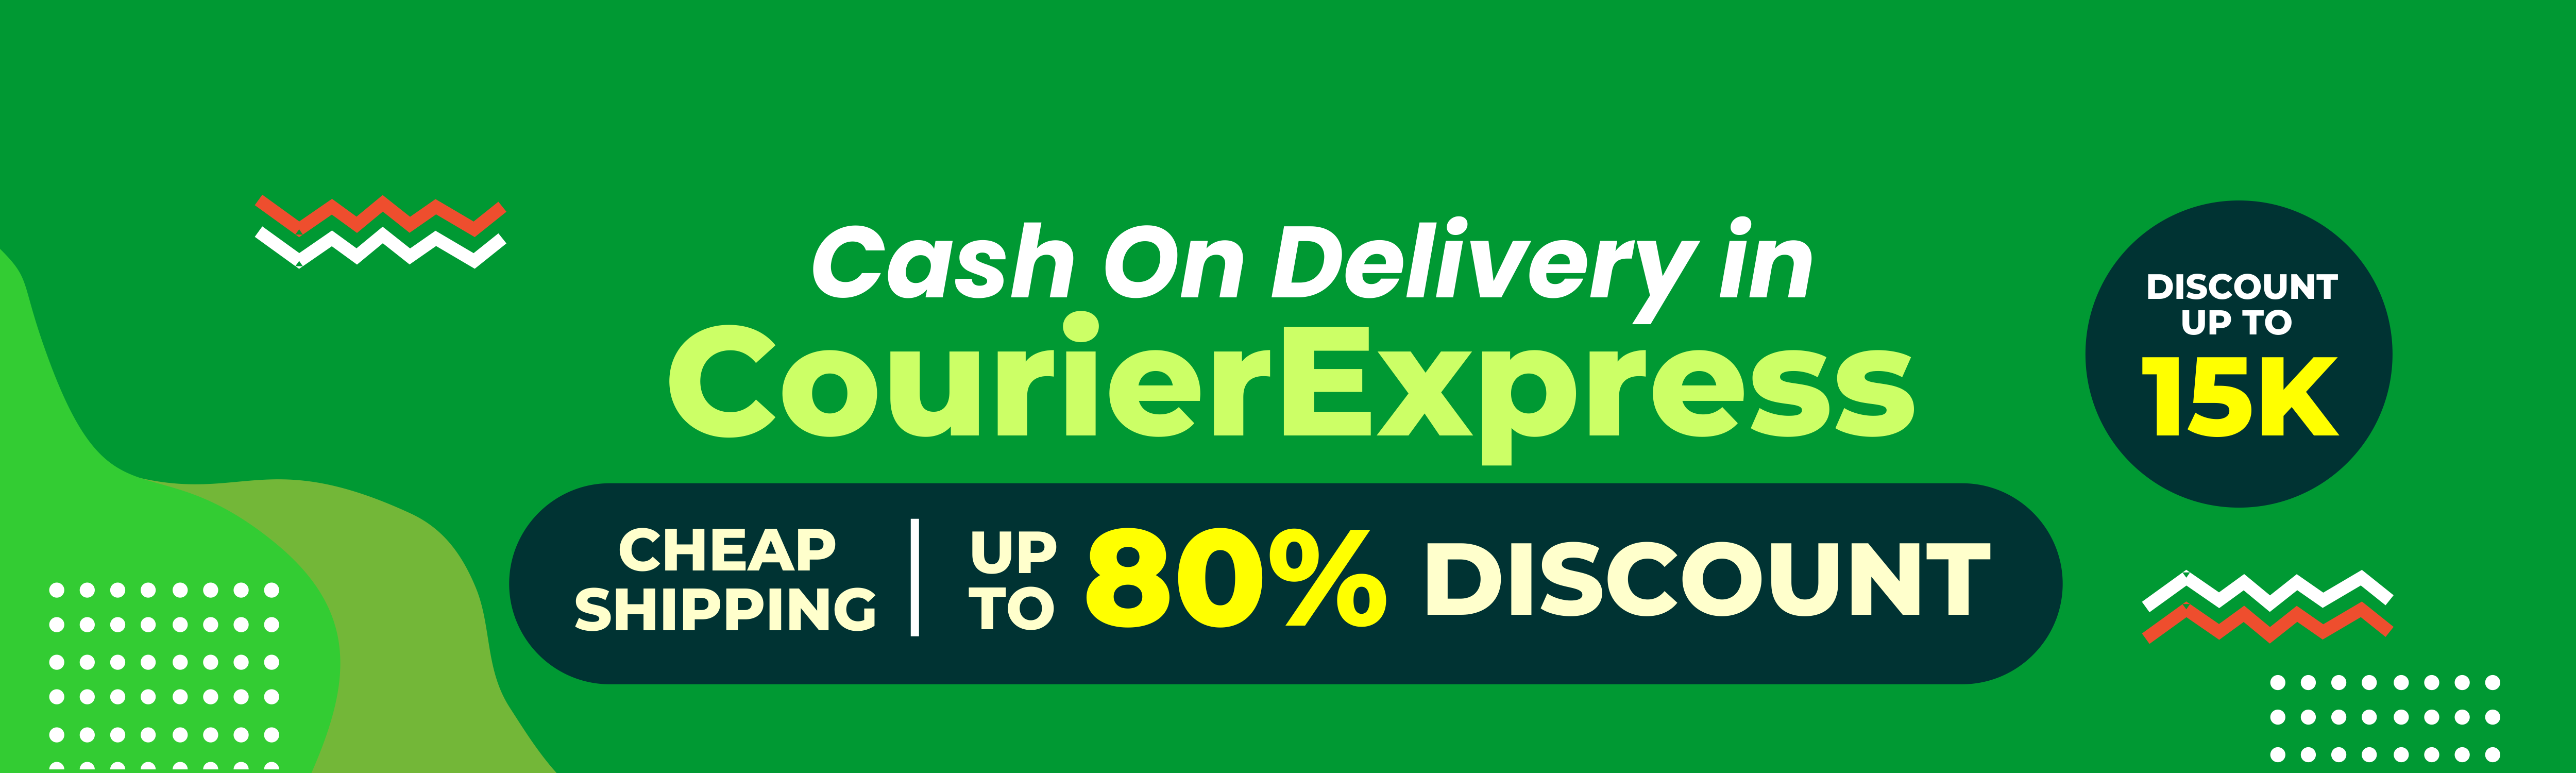 Cash On Delivery in
CourierExpress
CHEAP
SHIPPING
UP
TO
80%
DISCOUNT
DISCOUNT
UP TO
15K